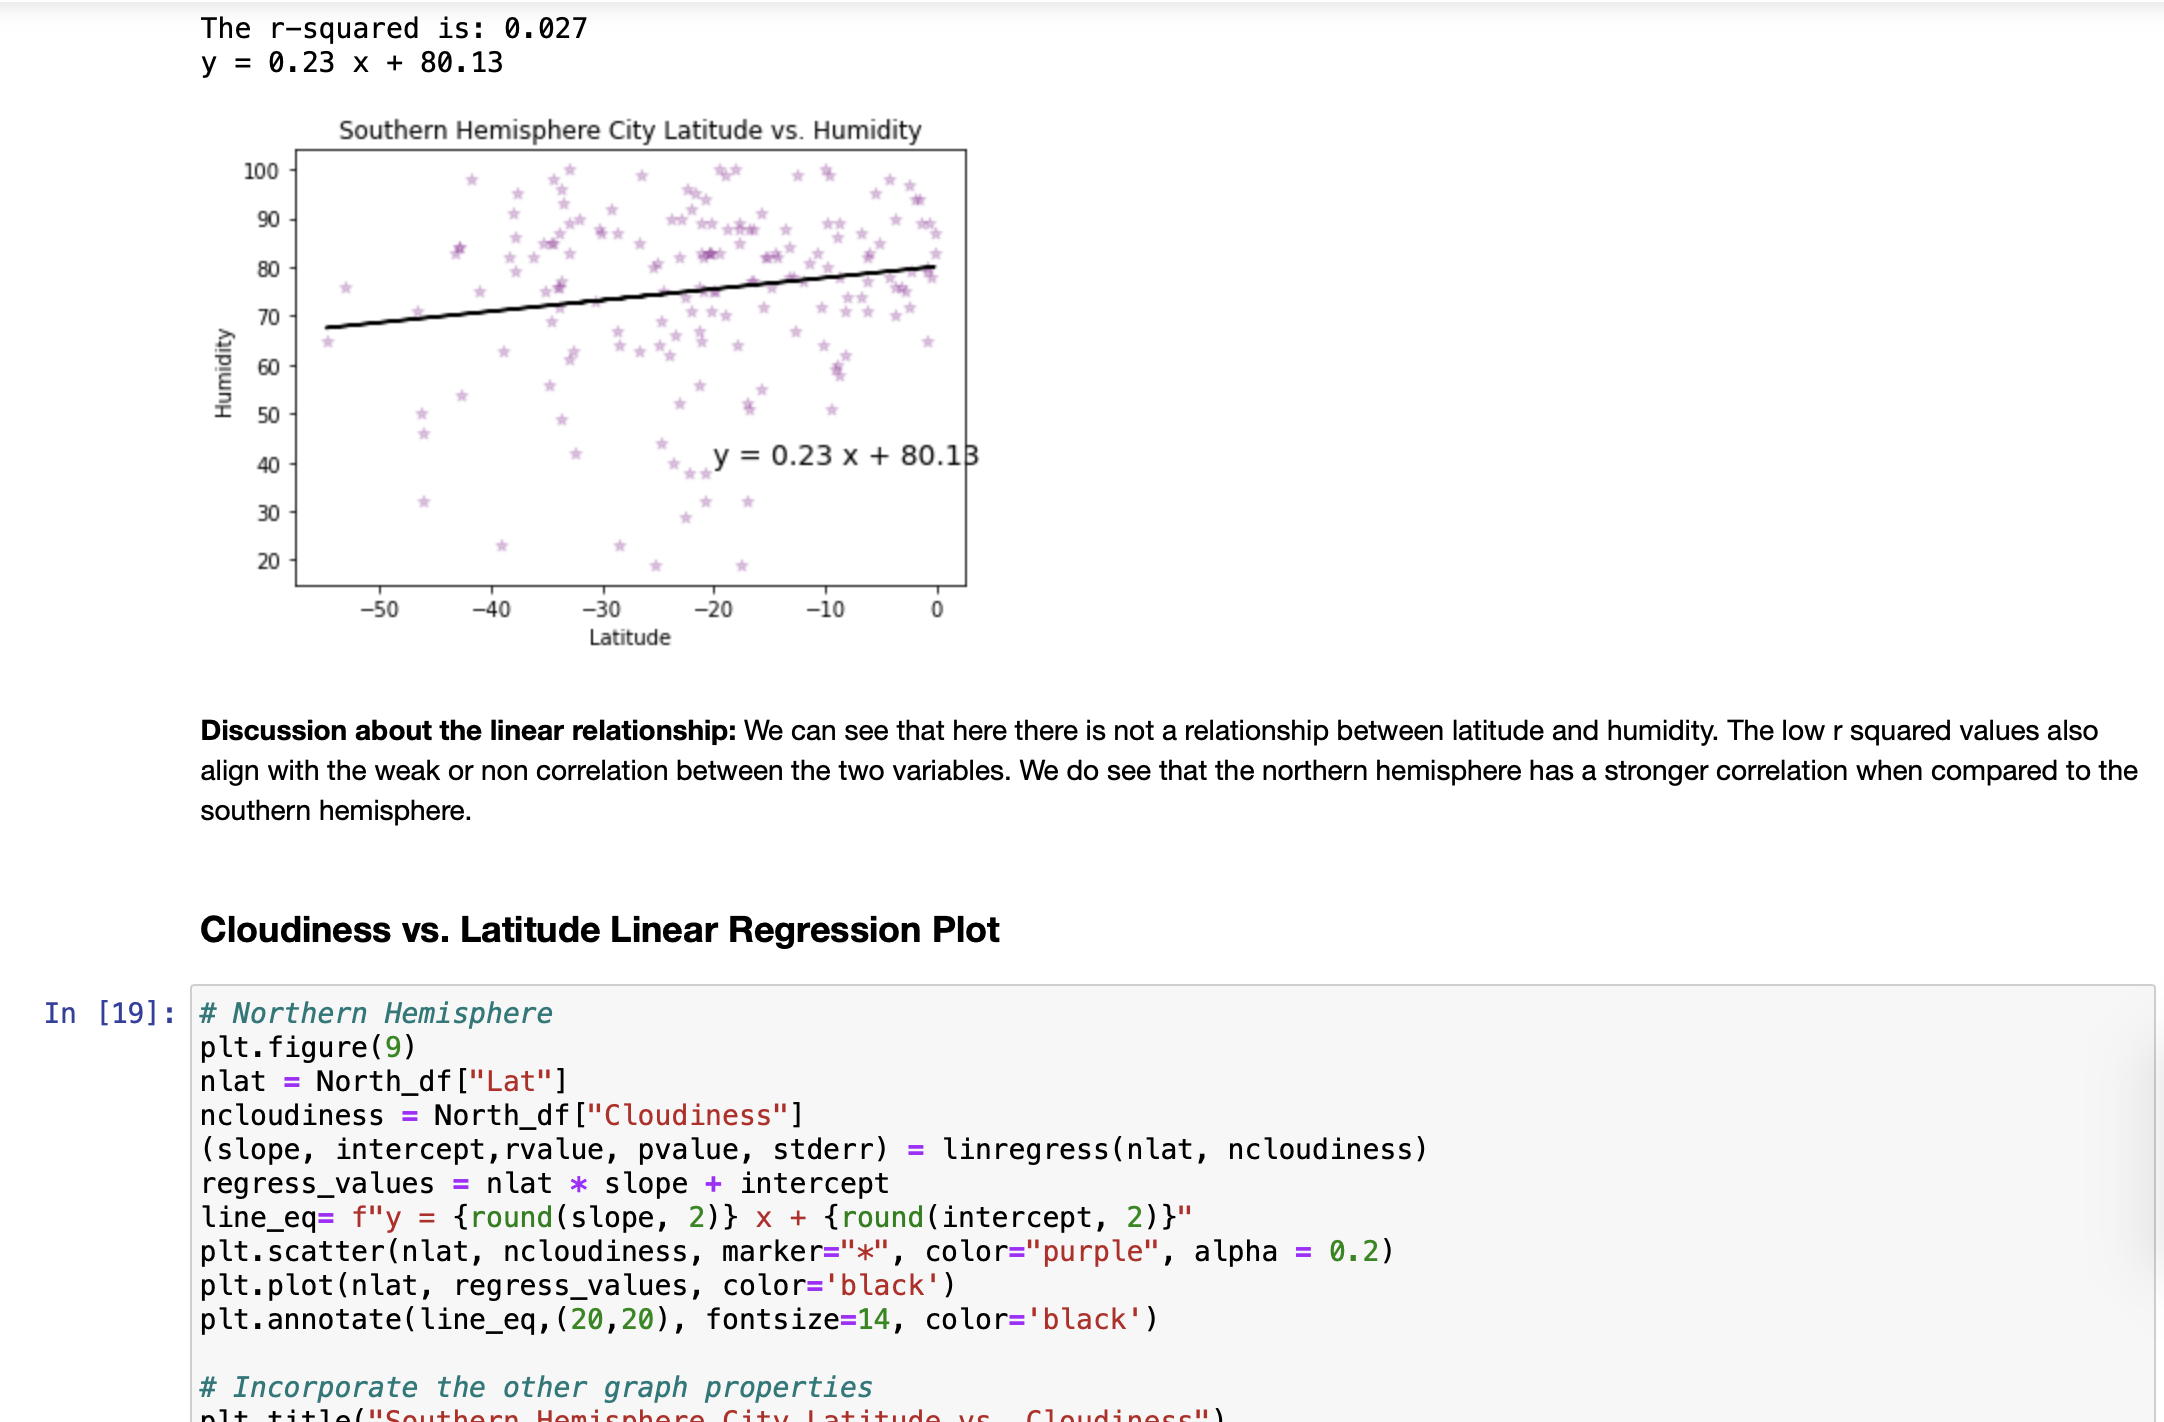 The r-squared is: 0.027
y = 0.23 x + 80.13
Southern Hemisphere City Latitude vs. Humidity
100
90
80
70
60
50
40
30
20
Humidity
y = 0.23 x + 80.13
−50 −40 −30 −20 −10 0
Latitude
Discussion about the linear relationship: We can see that here there is not a relationship between latitude and humidity. The low r squared values also
align with the weak or non correlation between the two variables. We do see that the northern hemisphere has a stronger correlation when compared to the
southern hemisphere.
Cloudiness vs. Latitude Linear Regression Plot
In [19]: # Northern Hemisphere
plt.figure(9)
nlat = North_df["Lat"]
ncloudiness = North_df["Cloudiness"]
(slope, intercept,rvalue, pvalue, stderr) = linregress(nlat, ncloudiness)
regress_values = nlat * slope + intercept
line_eq= f"y = {round(slope, 2)} x + {round(intercept, 2)}"
plt.scatter(nlat, ncloudiness, marker="*", color="purple", alpha = 0.2)
plt.plot(nlat, regress_values, color='black')
plt.annotate(line_eq,(20,20), fontsize=14, color='black')
# Incorporate the other graph properties
plt.title("Southern Hemisphere City Latitude vs. Cloudiness")